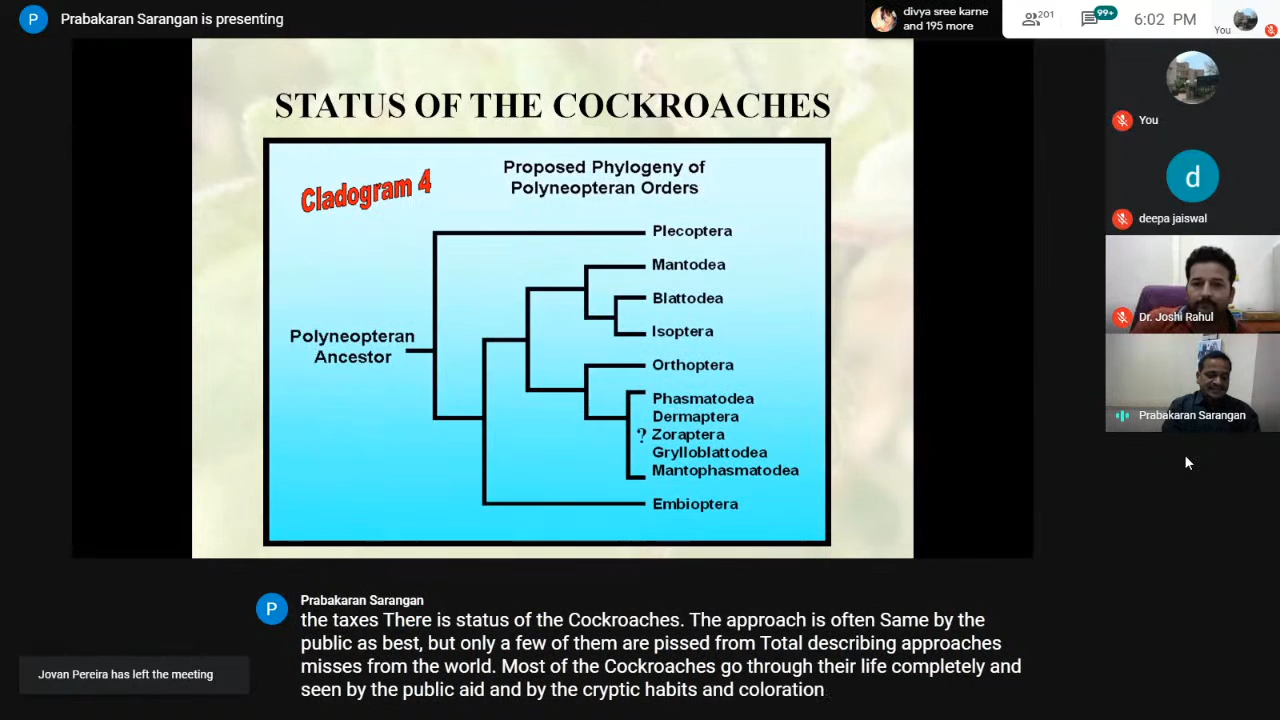 P
Prabakaran Sarangan is presenting
divya sree karne
and 195 more
201
99+
6:02 PM
You
STATUS OF THE COCKROACHES
Cladogram 4
Proposed Phylogeny of
Polyneopteran Orders
Plecoptera
Mantodea
Blattodea
Isoptera
Polyneopteran
Ancestor
Orthoptera
Phasmatodea
Dermaptera
? Zoraptera
Grylloblattodea
Mantophasmatodea
Embioptera
You
d
deepa jaiswal
Dr. Joshi Rahul
Prabakaran Sarangan
P
Prabakaran Sarangan
the taxes There is status of the Cockroaches. The approach is often Same by the
public as best, but only a few of them are pissed from Total describing approaches
misses from the world. Most of the Cockroaches go through their life completely and
seen by the public aid and by the cryptic habits and coloration
Jovan Pereira has left the meeting